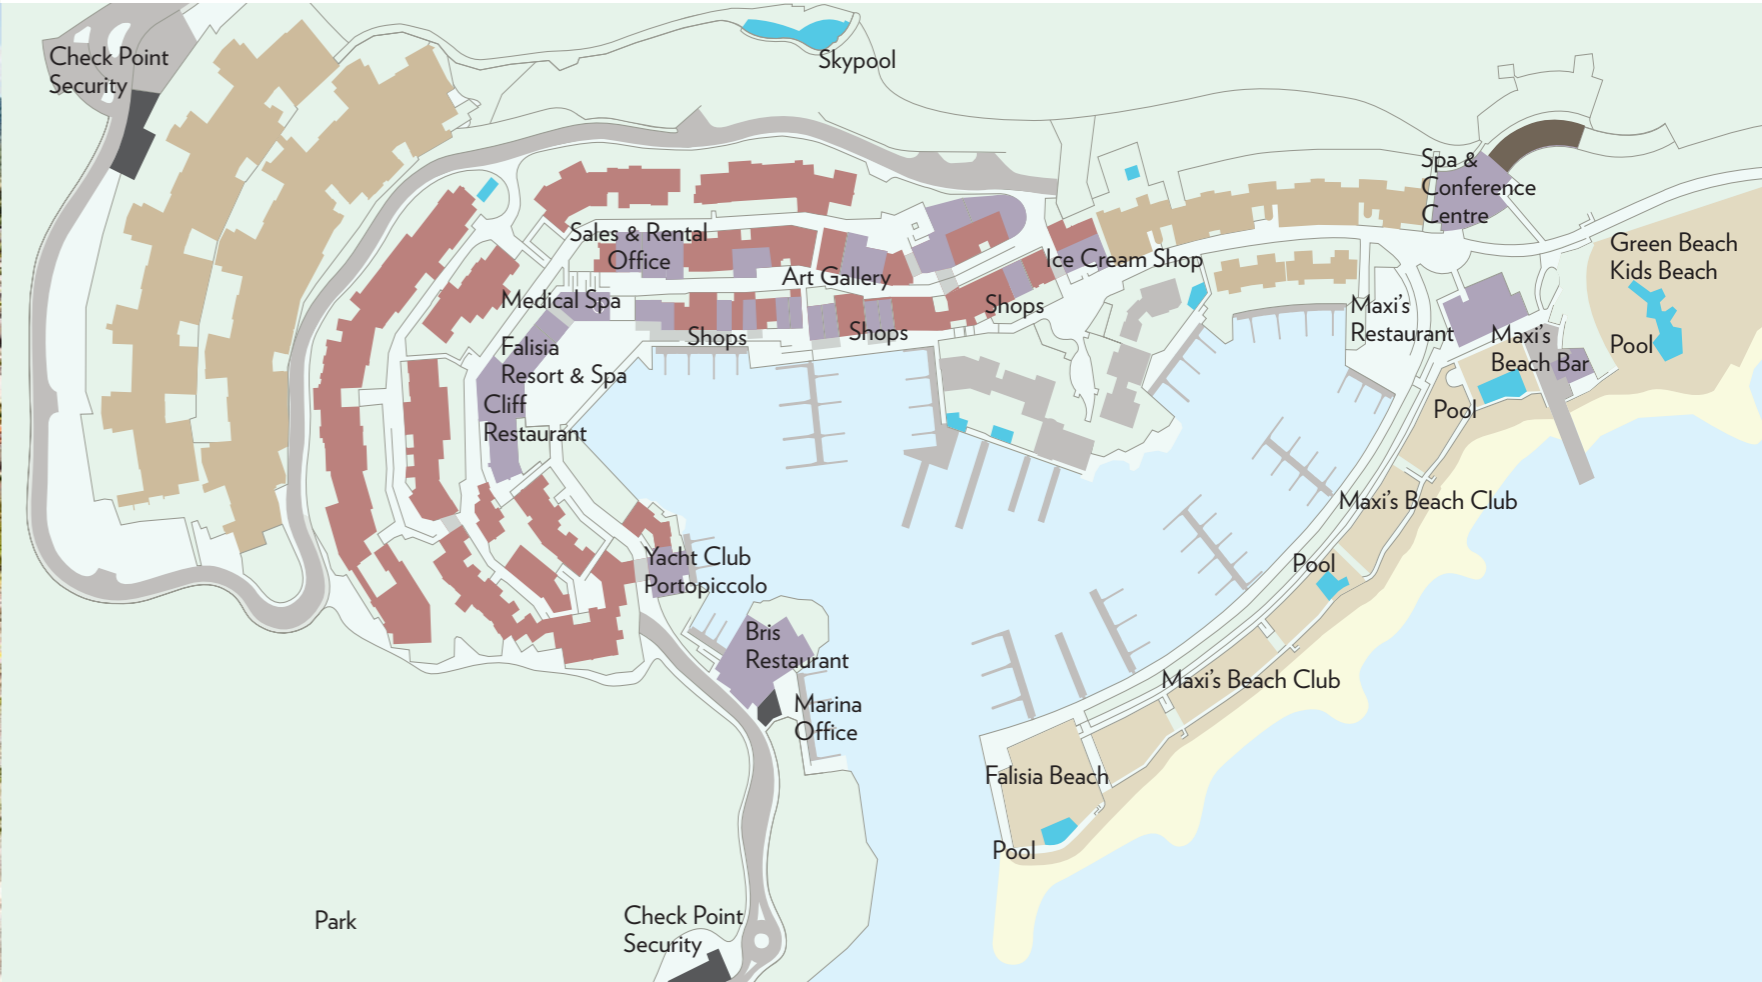 Check Point
Security
Skypool
Spa &
Conference
Centre
Sales & Rental
Office
Art Gallery
Ice Cream Shop
Green Beach
Kids Beach
Medical Spa
Shops
Shops
Shops
Maxi's
Restaurant
Maxi's
Beach Bar
Pool
Falisia
Resort & Spa
Cliff
Restaurant
Pool
Maxi's Beach Club
Yacht Club
Portopiccolo
Pool
Bris
Restaurant
Maxi's Beach Club
Marina
Office
Falisia Beach
Pool
Park
Check Point
Security